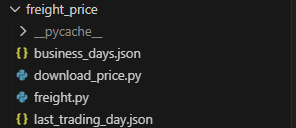 freight_price
__pycache__
{} business_days.json
download_price.py
freight.py
{} last_trading_day.json